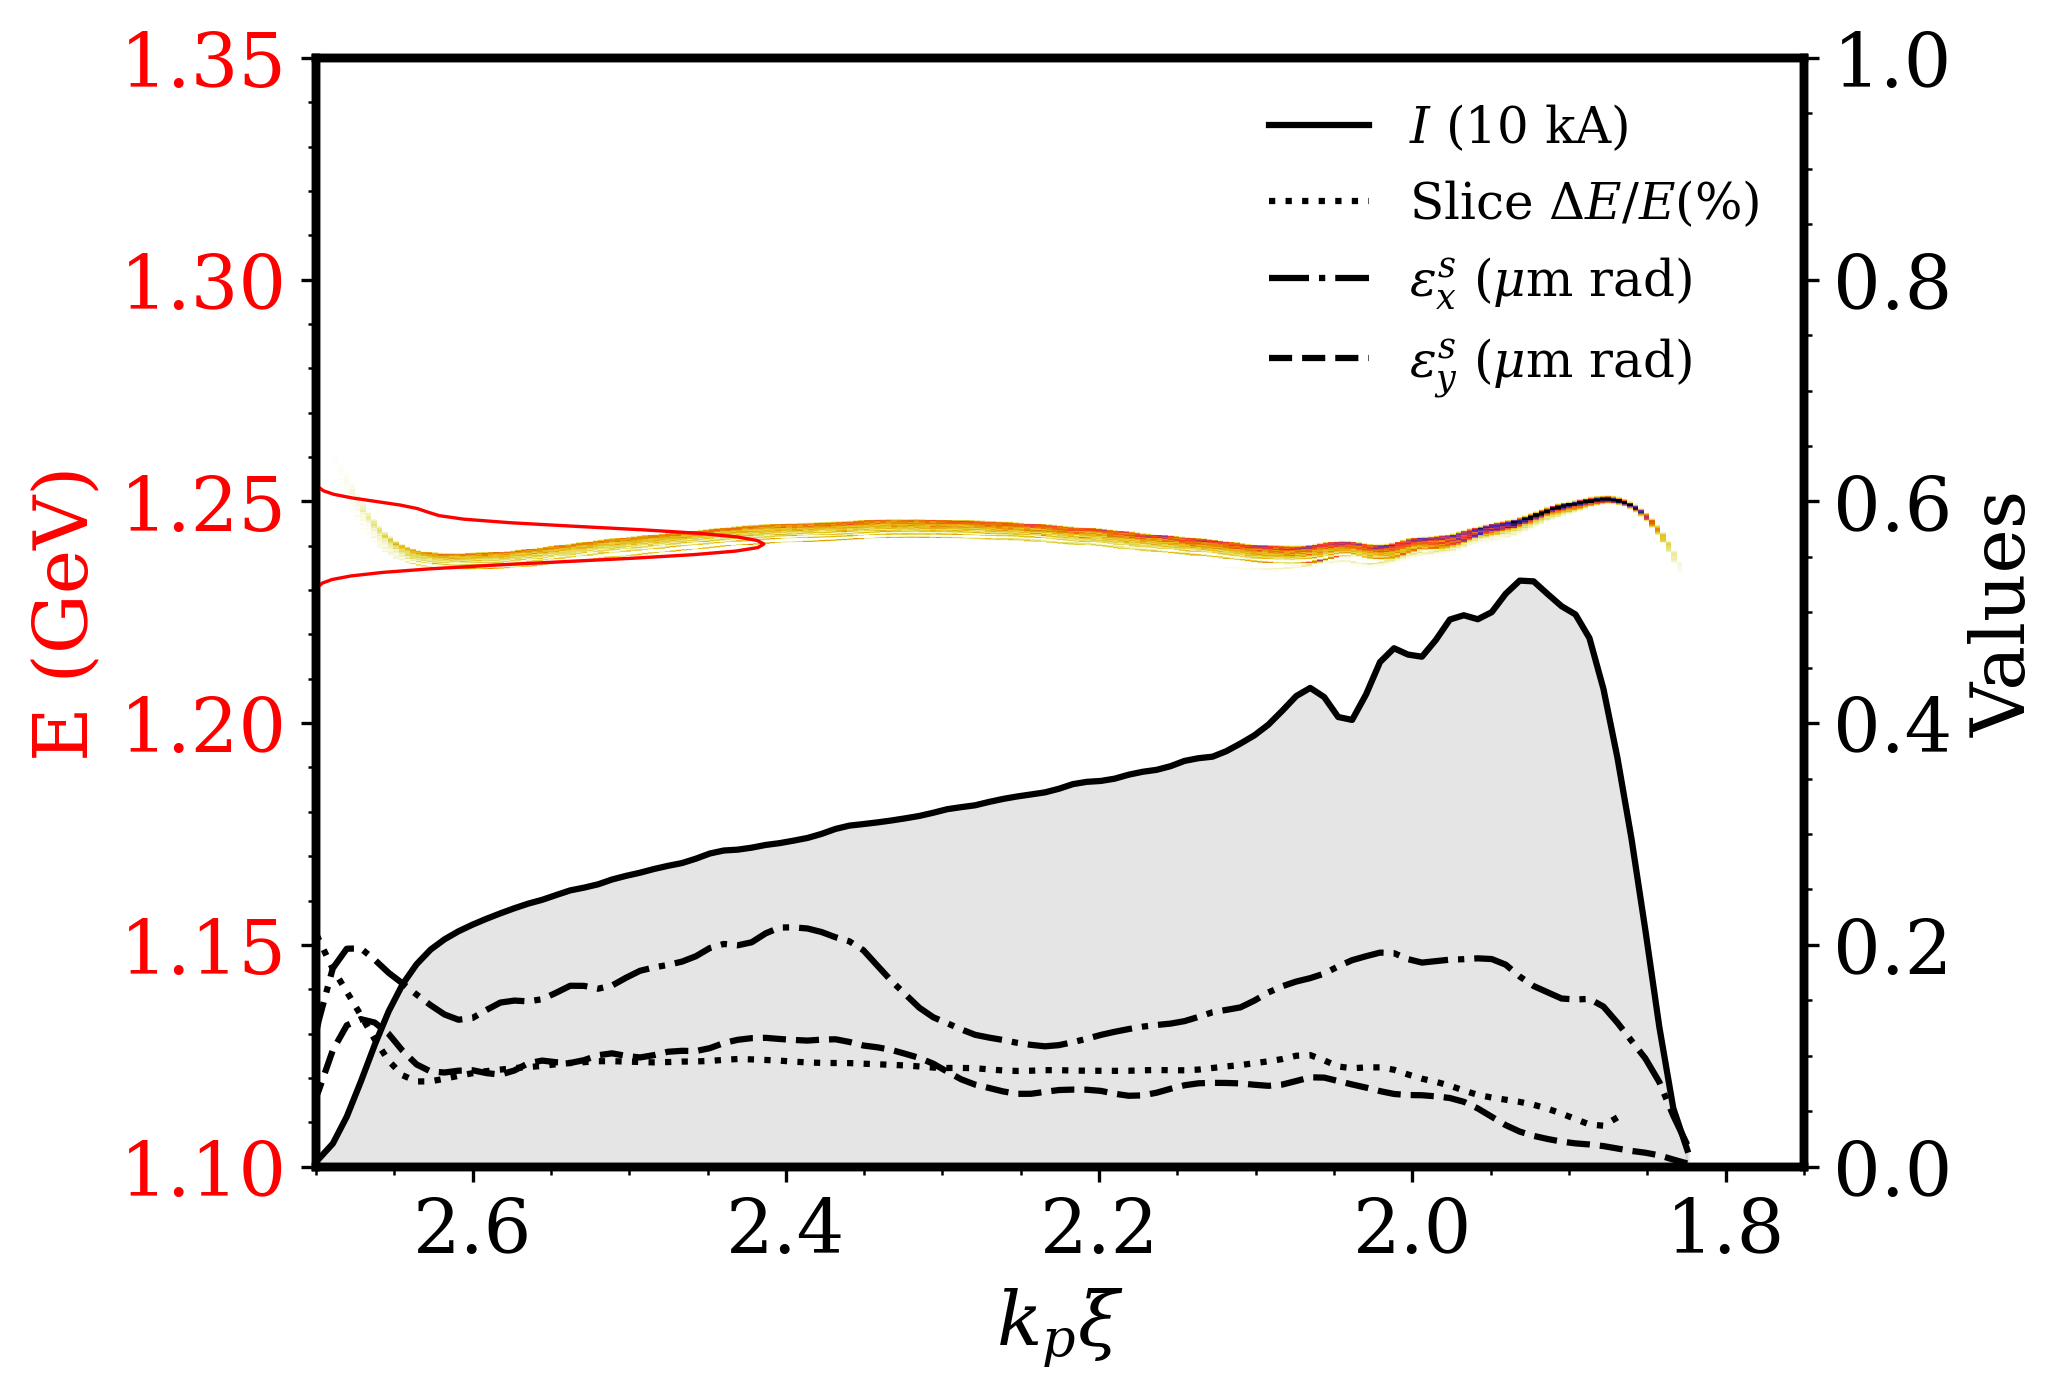 1.35
1.30
1.25
1.20
1.15
1.10
E (GeV)
1.0
0.8
0.6
0.4
0.2
0.0
Values
I (10 kA)
Slice ΔE/E(%)
ε_x^s (μm rad)
ε_y^s (μm rad)
2.6 2.4 2.2 2.0 1.8
k_pξ